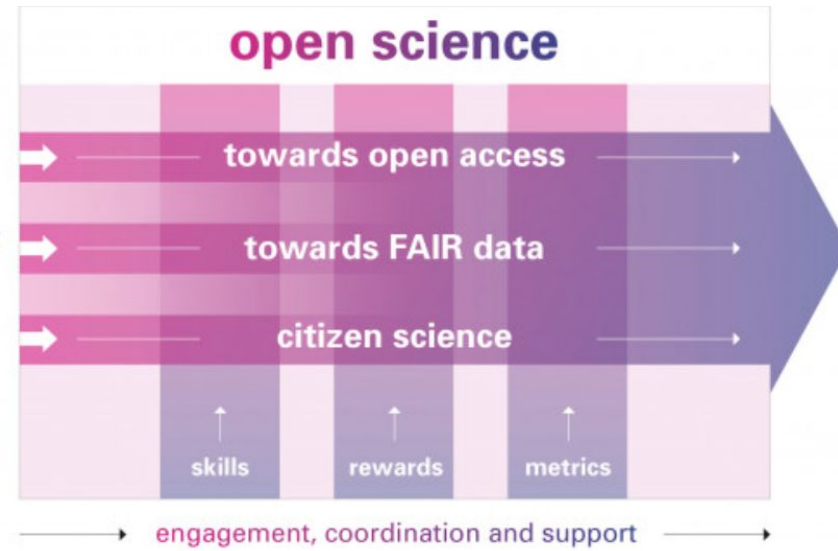 open science
towards open access
towards FAIR data
citizen science
skills rewards metrics
engagement, coordination and support